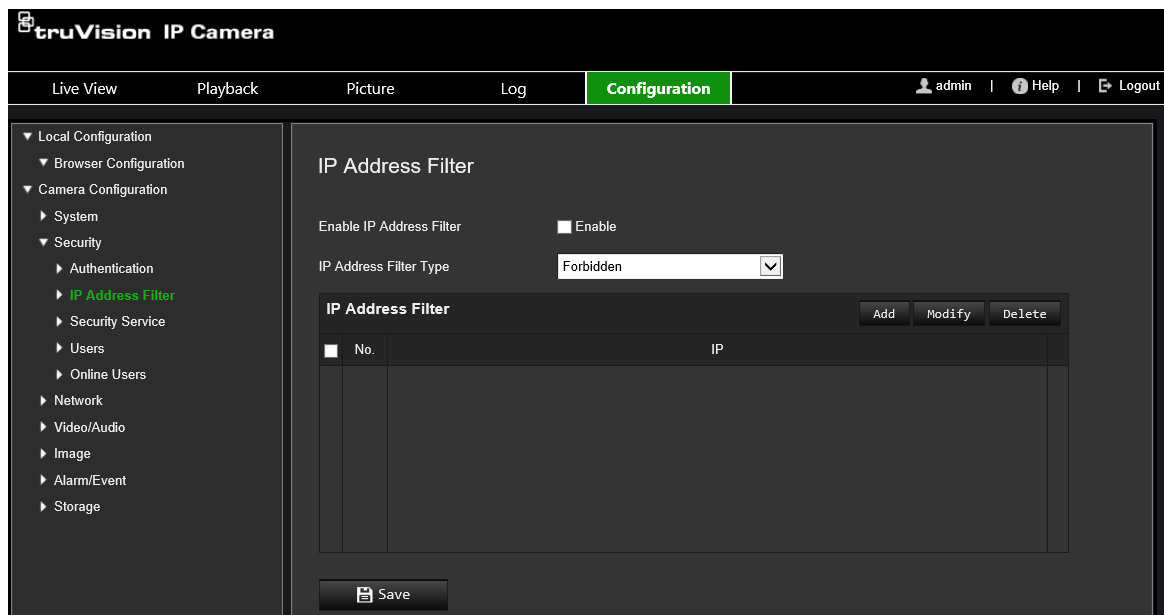 truVision IP Camera
Live View Playback Picture Log Configuration admin | Help | Logout
Local Configuration
Browser Configuration
Camera Configuration
System
Security
Authentication
IP Address Filter
Security Service
Users
Online Users
Network
Video/Audio
Image
Alarm/Event
Storage
IP Address Filter
Enable IP Address Filter Enable
IP Address Filter Type Forbidden
IP Address Filter Add Modify Delete
No. IP
Save